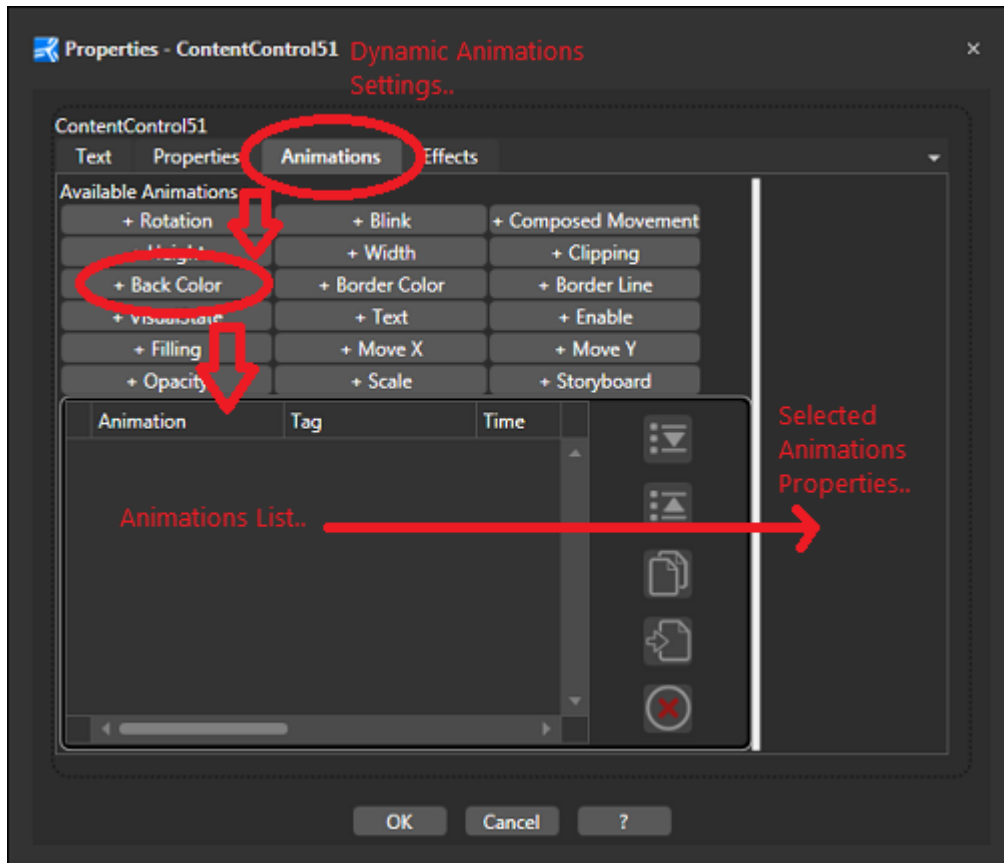 Properties - ContentControl51
Dynamic Animations
Settings..
ContentControl51
Text Properties Animations Effects
Available Animations
+ Rotation + Blink + Composed Movement
+ Height + Width + Clipping
+ Back Color + Border Color + Border Line
+ VisualState + Text + Enable
+ Filling + Move X + Move Y
+ Opacity + Scale + Storyboard
Animation Tag Time
Selected
Animations
Properties..
Animations List..
OK Cancel ?